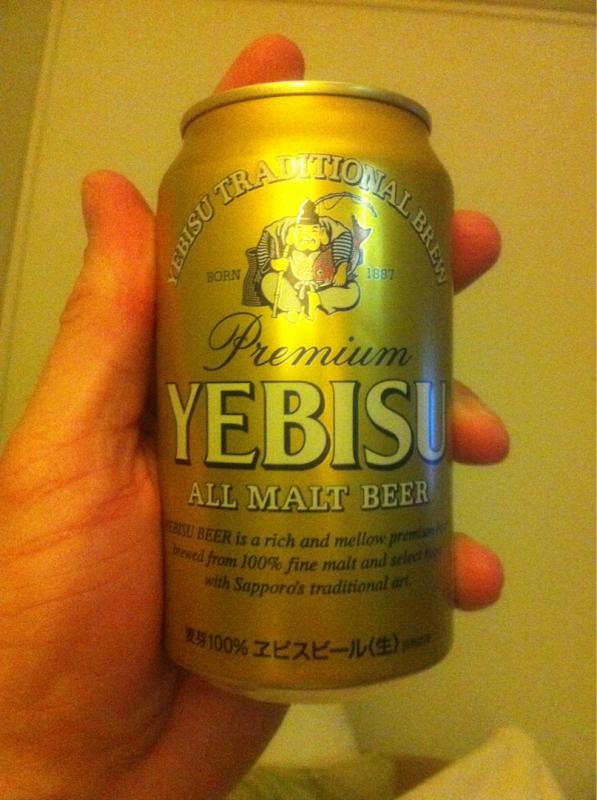 YEBISU TRADITIONAL BREW
BORN 1887
Premium
YEBISU
ALL MALT BEER
YEBISU BEER is a rich and mellow premium
brewed from 100% fine malt and select hops
with Sapporo's traditional art.
麦芽100% ヱビスビール〈生〉